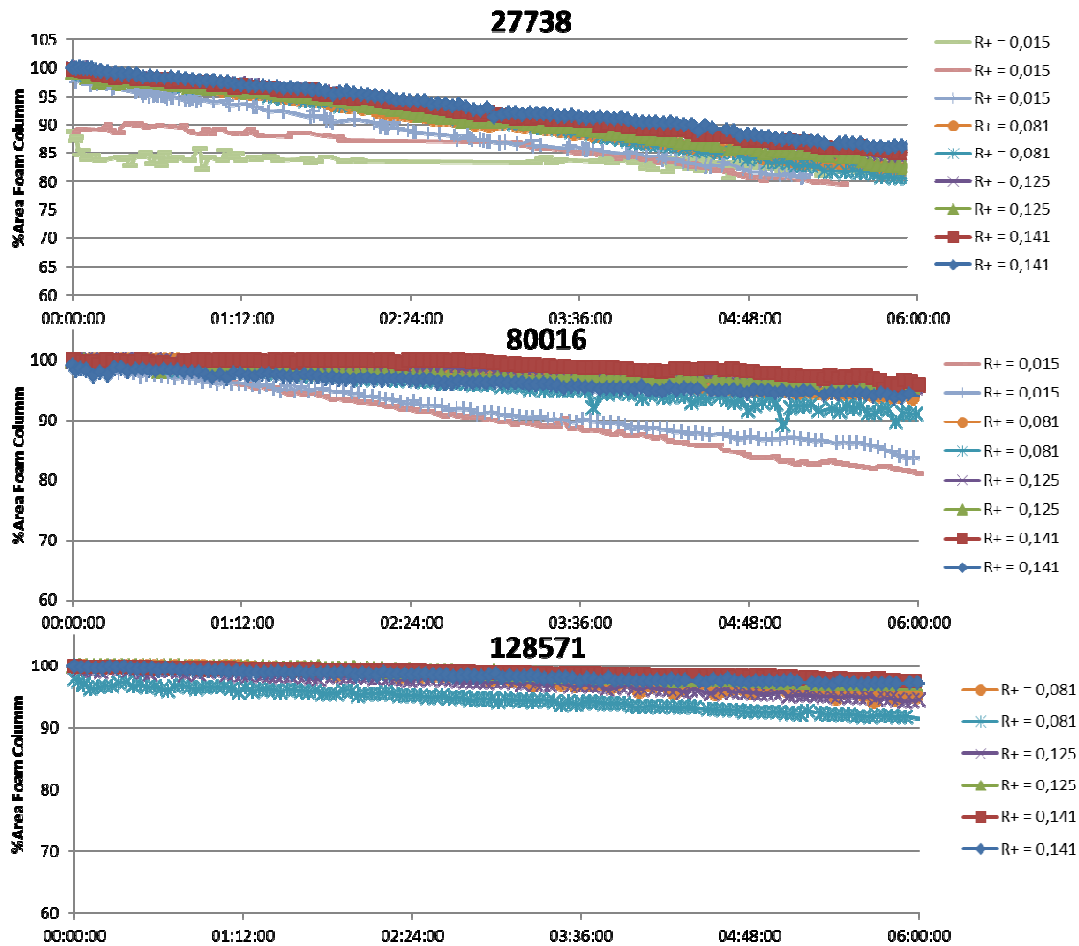 27738
%Area Foam Columm
105
100
95
90
85
80
75
70
65
60
00:00:00 01:12:00 02:24:00 03:36:00 04:48:00 06:00:00
R+ = 0,015
R+ = 0,015
R+ = 0,015
R+ = 0,081
R+ = 0,081
R+ = 0,125
R+ = 0,125
R+ = 0,141
R+ = 0,141
80016
%Area Foam Columm
100
90
80
70
60
00:00:00 01:12:00 02:24:00 03:36:00 04:48:00 06:00:00
R+ = 0,015
R+ = 0,015
R+ = 0,081
R+ = 0,081
R+ = 0,125
R+ = 0,125
R+ = 0,141
R+ = 0,141
128571
%Area Foam Columm
100
90
80
70
60
00:00:00 01:12:00 02:24:00 03:36:00 04:48:00 06:00:00
R+ = 0,081
R+ = 0,081
R+ = 0,125
R+ = 0,125
R+ = 0,141
R+ = 0,141